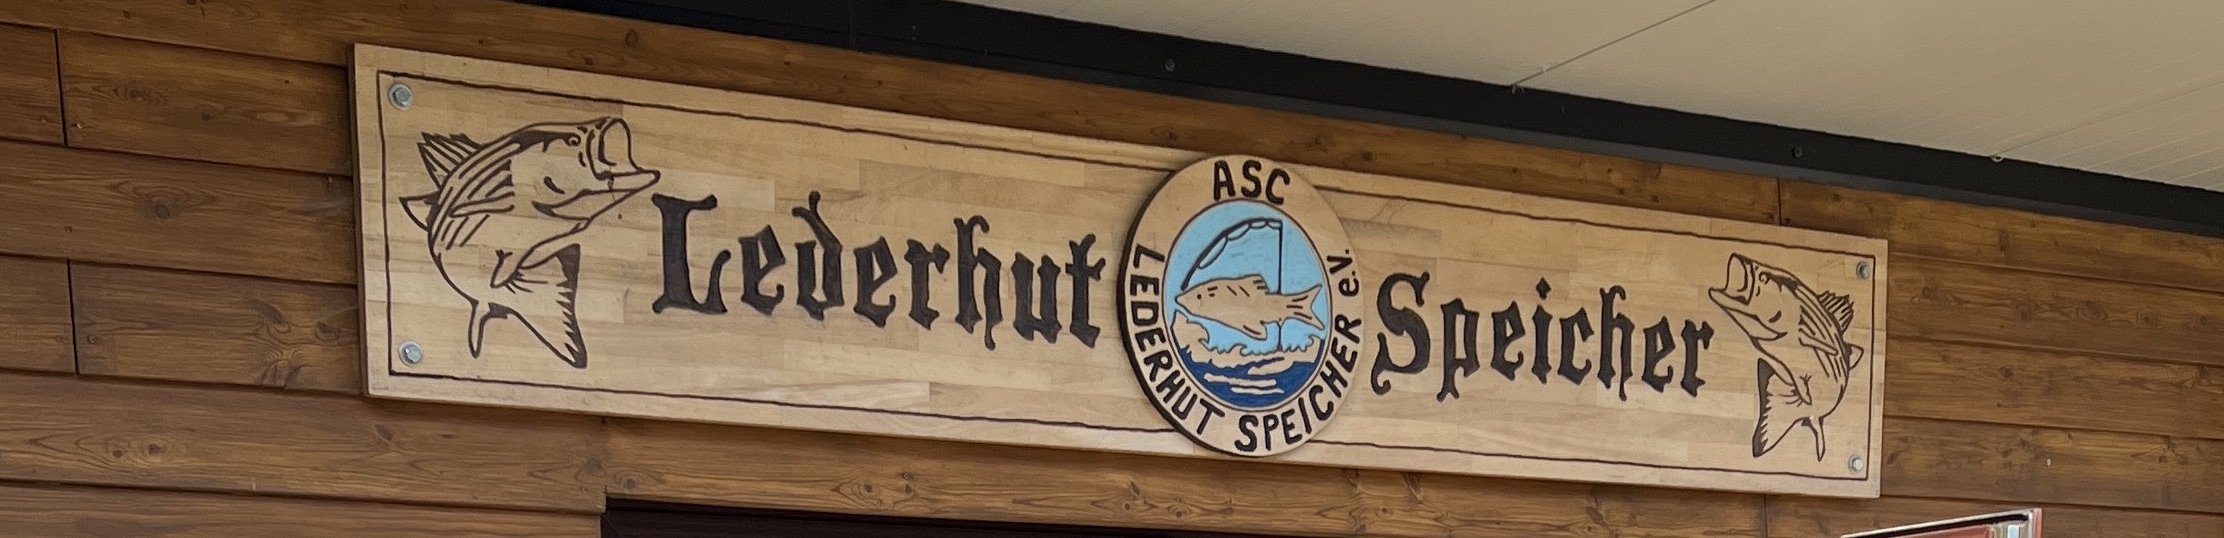 Lederhut
ASC
LEDERHUT SPEICHER e.V.
Speicher